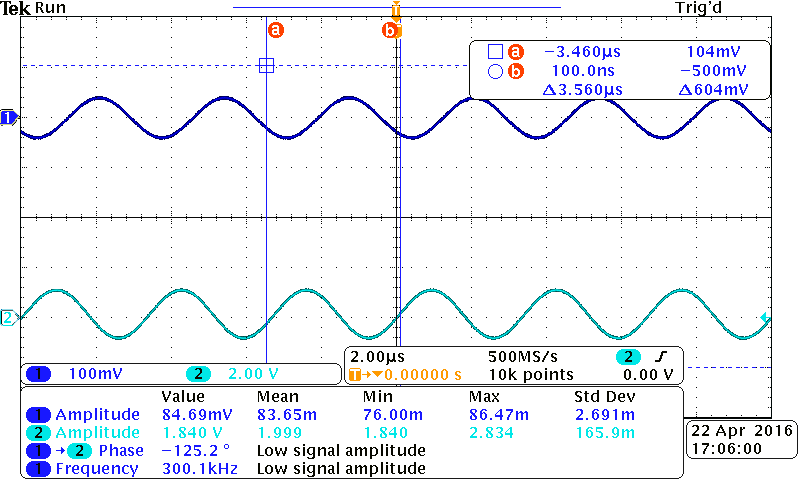 Tek Run Trig'd
T
a b
a −3.460µs 104mV
b 100.0ns −500mV
Δ3.560µs Δ604mV
1
2
1 100mV 2 2.00 V
2.00µs 500MS/s 2
T→▼0.00000 s 10k points 0.00 V
Value Mean Min Max Std Dev
1 Amplitude 84.69mV 83.65m 76.00m 86.47m 2.691m
2 Amplitude 1.840 V 1.999 1.840 2.834 165.9m
1 → 2 Phase −125.2 ° Low signal amplitude
1 Frequency 300.1kHz Low signal amplitude
22 Apr 2016
17:06:00